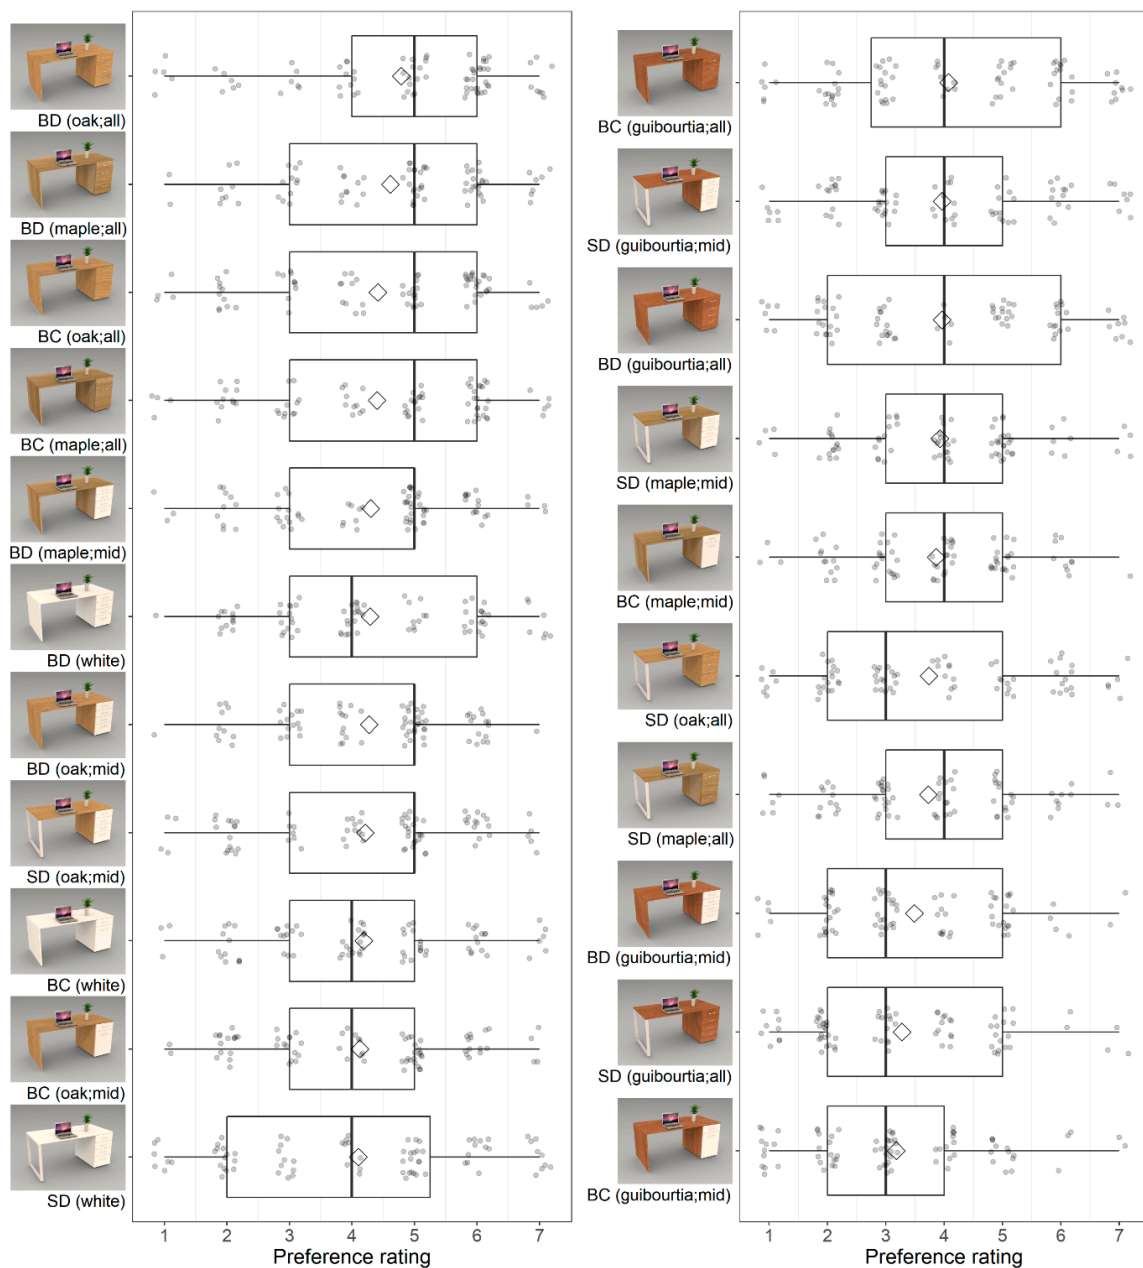 BD (oak;all)
BD (maple;all)
BC (oak;all)
BC (maple;all)
BD (maple;mid)
BD (white)
BD (oak;mid)
SD (oak;mid)
BC (white)
BC (oak;mid)
SD (white)
1 2 3 4 5 6 7
Preference rating
BC (guibourtia;all)
SD (guibourtia;mid)
BD (guibourtia;all)
SD (maple;mid)
BC (maple;mid)
SD (oak;all)
SD (maple;all)
BD (guibourtia;mid)
SD (guibourtia;all)
BC (guibourtia;mid)
1 2 3 4 5 6 7
Preference rating